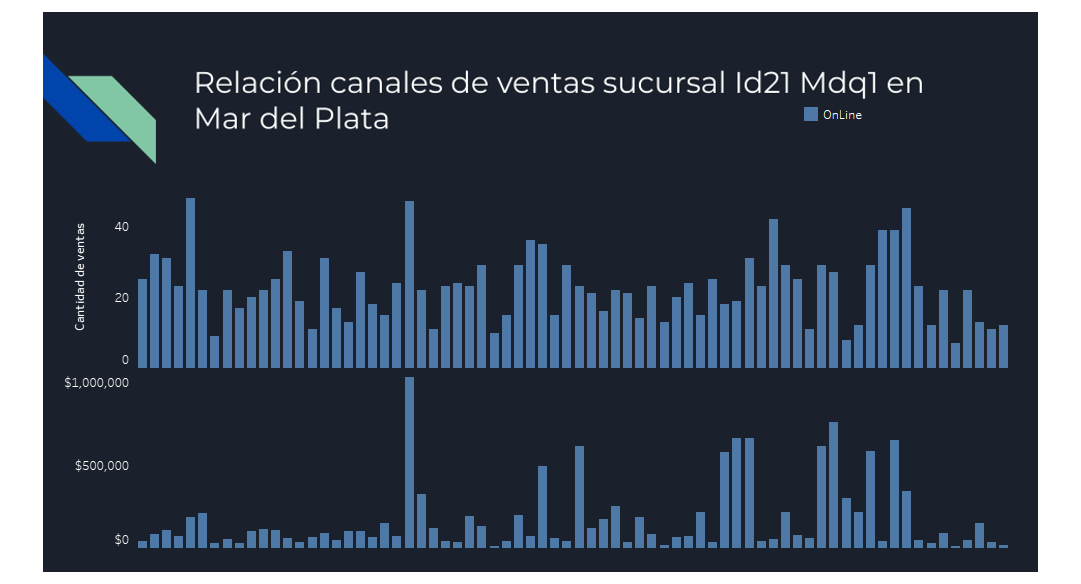 Relación canales de ventas sucursal Id21 Mdq1 en
Mar del Plata
OnLine
Cantidad de ventas
40
20
0
$1,000,000
$500,000
$0